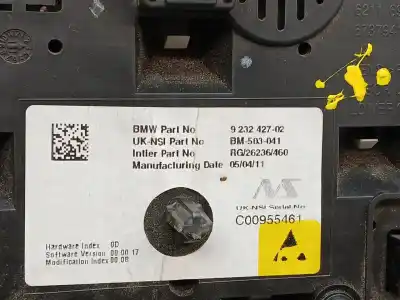 BMW Part No 9 232 427-02
UK-NSI Part No BM-503-041
Intier Part No RG/26236/460
Manufacturing Date 05/04/11
UK-NSI Serial No
C00955461
Hardware Index 0D
Software Version 00 00 17
Modification Index 00.00